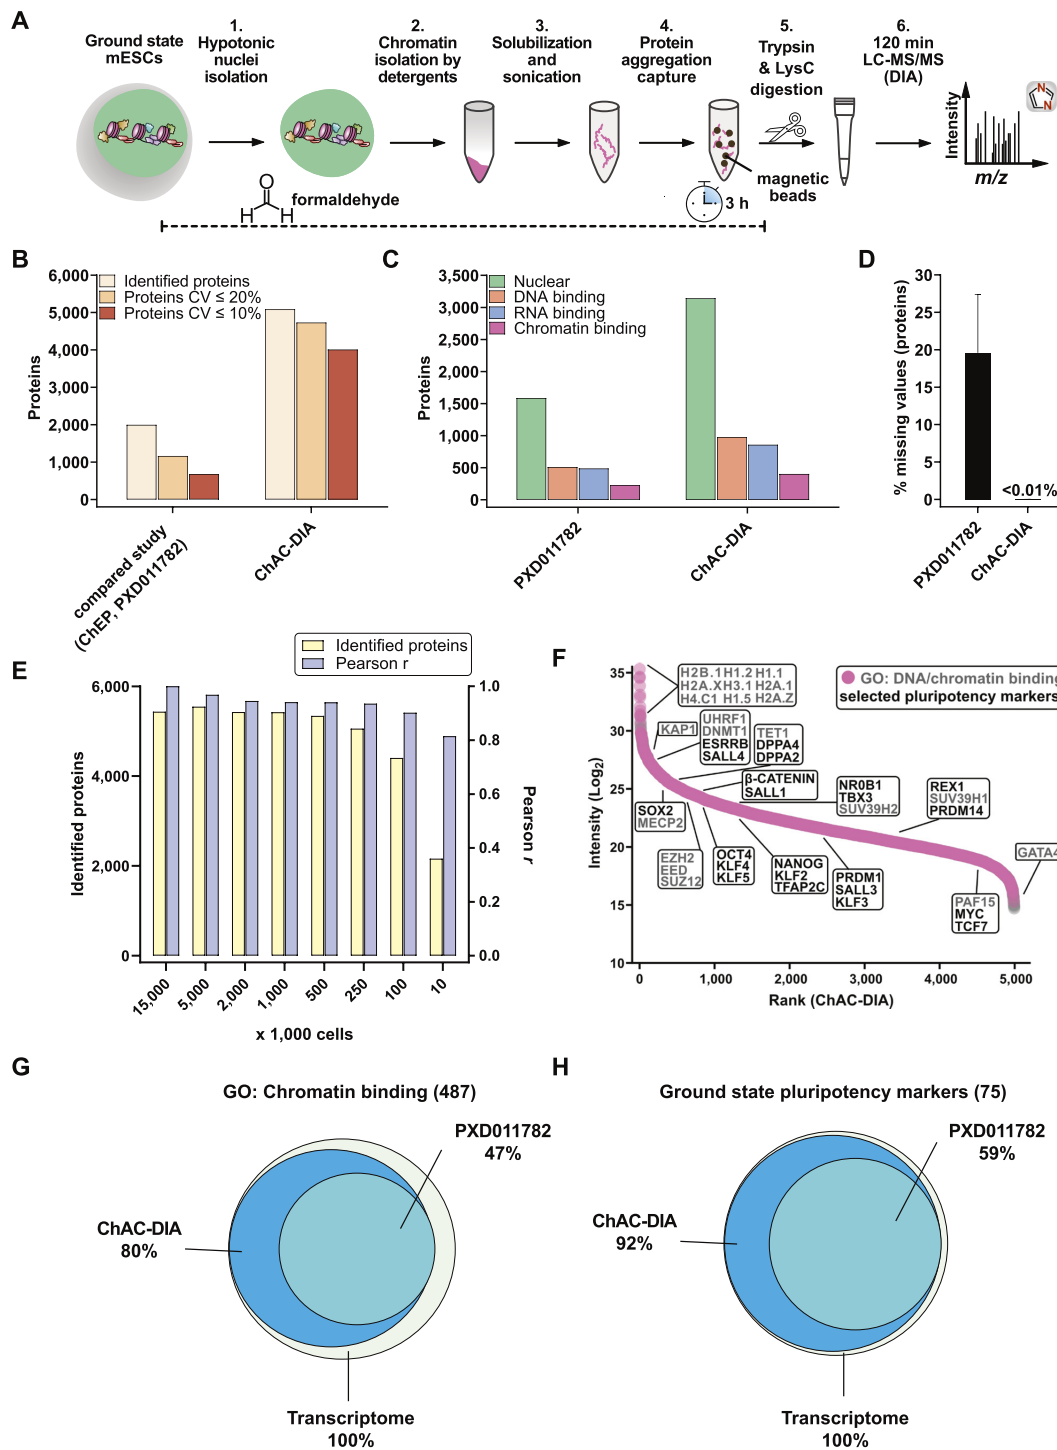 A
Ground state
mESCs
1.
Hypotonic
nuclei
isolation
2.
Chromatin
isolation by
detergents
3.
Solubilization
and
sonication
4.
Protein
aggregation
capture
5.
Trypsin
& LysC
digestion
6.
120 min
LC-MS/MS
(DIA)
O
H H
formaldehyde
3 h
magnetic
beads
Intensity
m/z
N
N
B
6,000
5,000
4,000
3,000
2,000
1,000
0
Proteins
Identified proteins
Proteins CV ≤ 20%
Proteins CV ≤ 10%
compared study
(ChEP, PXD011782)
ChAC-DIA
C
3,500
3,000
2,500
2,000
1,500
1,000
500
0
Proteins
Nuclear
DNA binding
RNA binding
Chromatin binding
PXD011782
ChAC-DIA
D
30
25
20
15
10
5
0
% missing values (proteins)
<0.01%
PXD011782
ChAC-DIA
E
Identified proteins
Pearson r
6,000
4,000
2,000
0
Identified proteins
1.0
0.8
0.6
0.4
0.2
0.0
Pearson r
15,000
5,000
2,000
1,000
500
250
100
10
x 1,000 cells
F
35
30
25
20
15
10
Intensity (Log2)
GO: DNA/chromatin binding
selected pluripotency markers
H2B.1 H1.2 H1.1
H2A.X H3.1 H2A.1
H4.C1 H1.5 H2A.Z
KAP1
UHRF1
DNMT1
ESRRB
SALL4
TET1
DPPA4
DPPA2
β-CATENIN
SALL1
NR0B1
TBX3
SUV39H2
REX1
SUV39H1
PRDM14
GATA4
SOX2
MECP2
EZH2
EED
SUZ12
OCT4
KLF4
KLF5
NANOG
KLF2
TFAP2C
PRDM1
SALL3
KLF3
PAF15
MYC
TCF7
0
1,000
2,000
3,000
4,000
5,000
Rank (ChAC-DIA)
G
GO: Chromatin binding (487)
PXD011782
47%
ChAC-DIA
80%
Transcriptome
100%
H
Ground state pluripotency markers (75)
PXD011782
59%
ChAC-DIA
92%
Transcriptome
100%